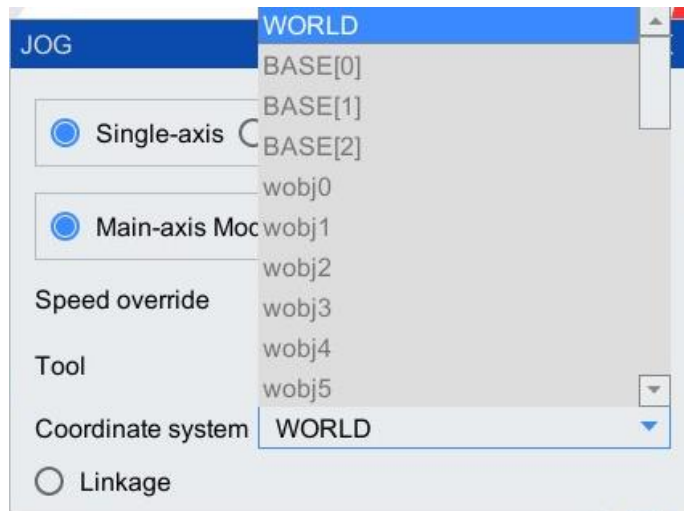 WORLD
JOG
BASE[0]
BASE[1]
Single-axis
BASE[2]
wobj0
Main-axis Mod
wobj1
wobj2
Speed override
wobj3
wobj4
Tool
wobj5
Coordinate system
WORLD
Linkage